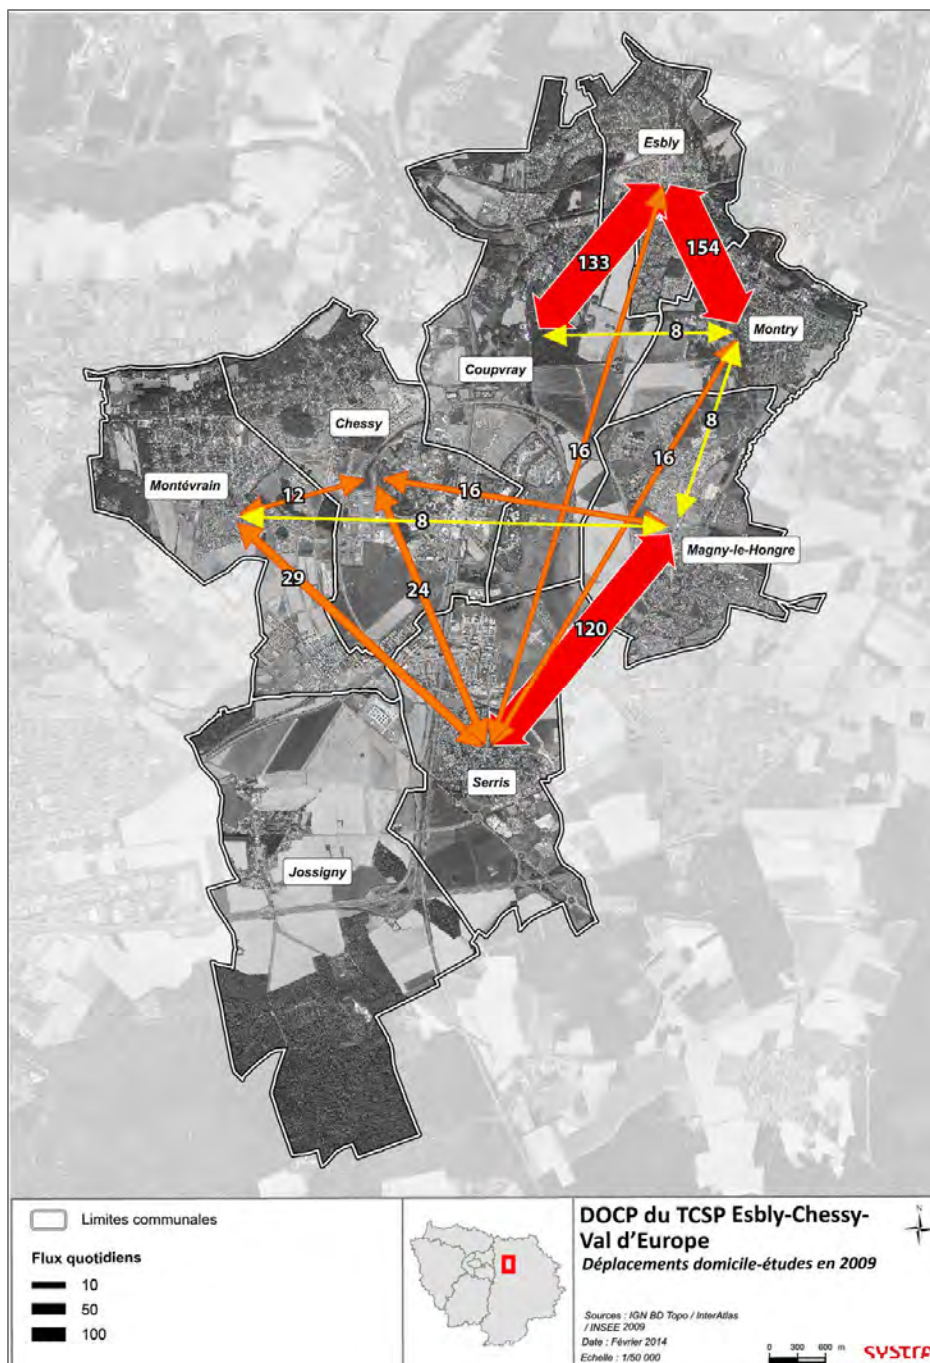 Esbly
133
154
8
Montry
Coupvray
8
Chessy
16
16
Montévrain
12
16
8
Magny-le-Hongre
29
24
120
Serris
Jossigny
Limites communales
Flux quotidiens
10
50
100
DOCP du TCSP Esbly-Chessy-
Val d'Europe
Déplacements domicile-études en 2009
N
Sources : IGN BD Topo / InterAtlas
/ INSEE 2009
Date : Février 2014
Echelle : 1/50 000
0 300 600 m
SYSTRA